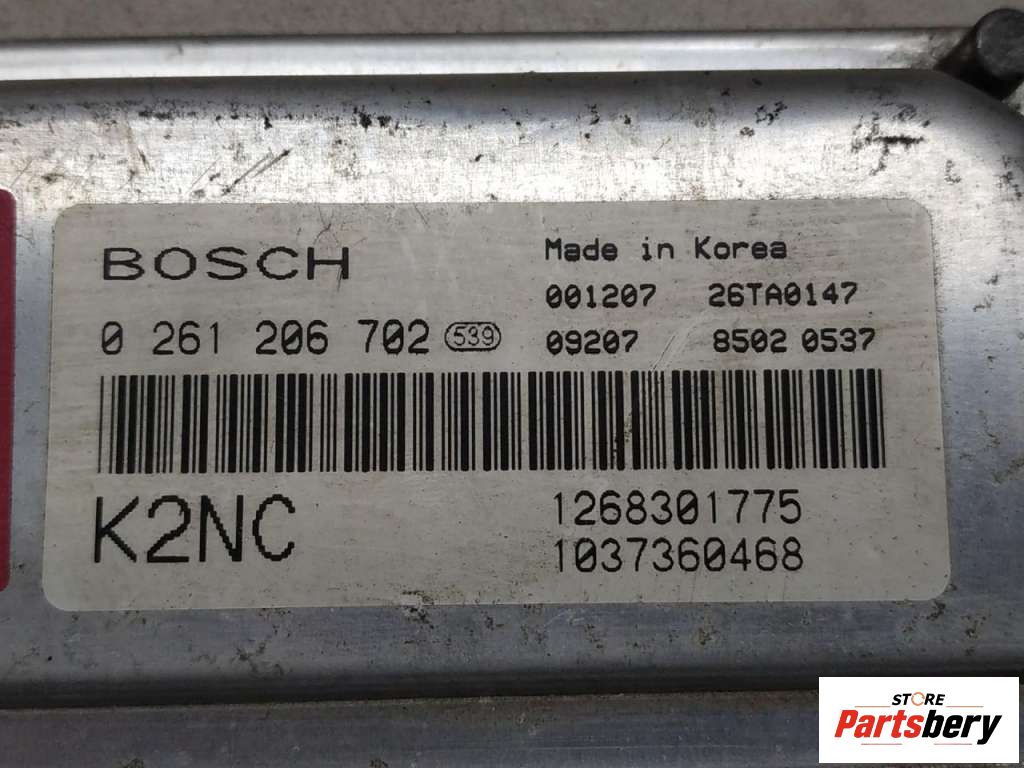 BOSCH
Made in Korea
001207 26TA0147
0 261 206 702 539
09207 8502 0537
K2NC
1268301775
1037360468
STORE
Partsbery